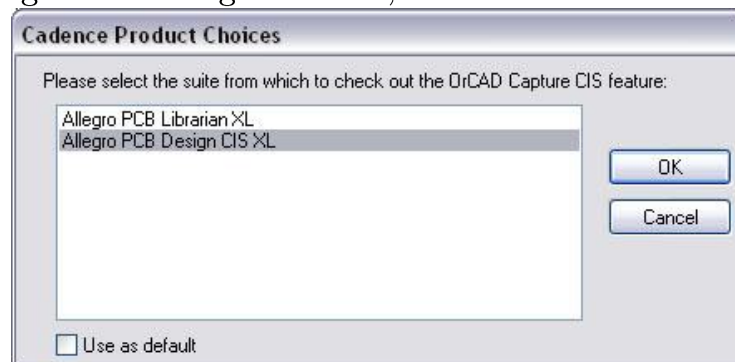 Cadence Product Choices
Please select the suite from which to check out the OrCAD Capture CIS feature:
Allegro PCB Librarian XL
Allegro PCB Design CIS XL
OK
Cancel
Use as default